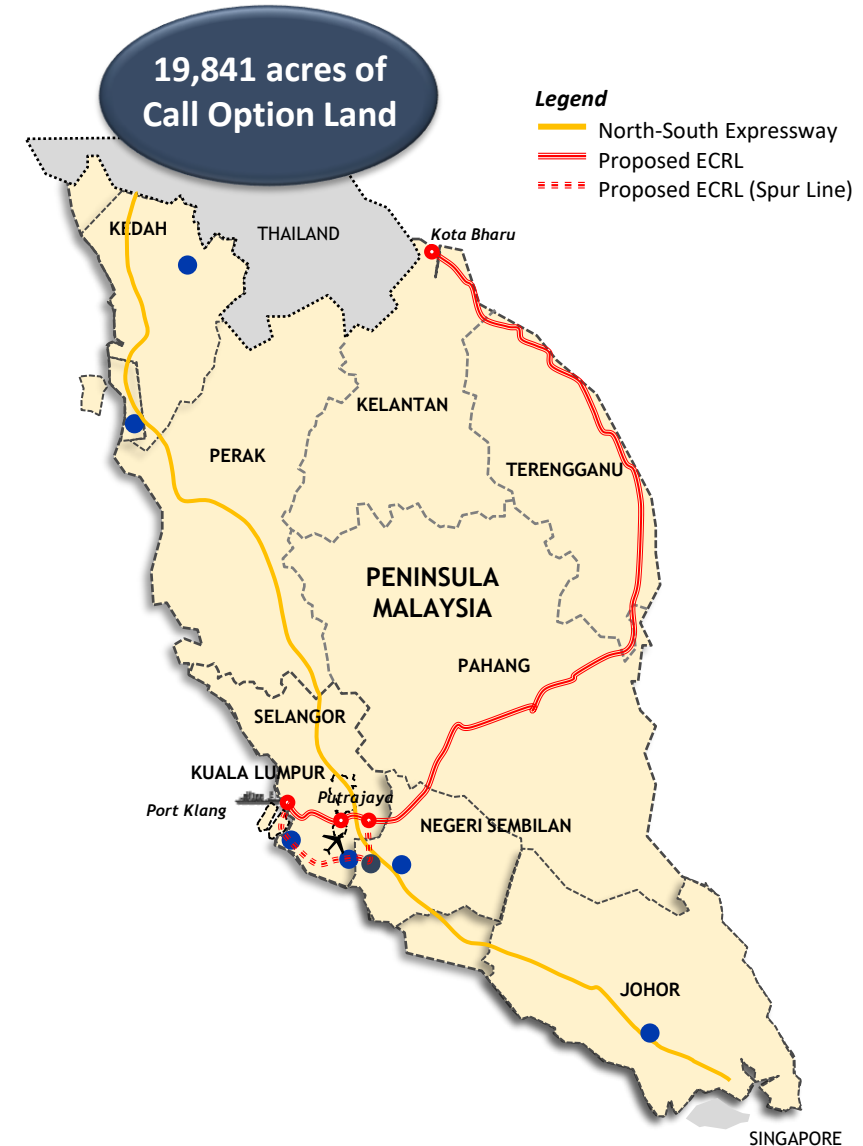 19,841 acres of
Call Option Land
Legend
North-South Expressway
Proposed ECRL
Proposed ECRL (Spur Line)
KEDAH
THAILAND
Kota Bharu
KELANTAN
PERAK
TERENGGANU
PENINSULA
MALAYSIA
PAHANG
SELANGOR
KUALA LUMPUR
Putrajaya
Port Klang
NEGERI SEMBILAN
JOHOR
SINGAPORE